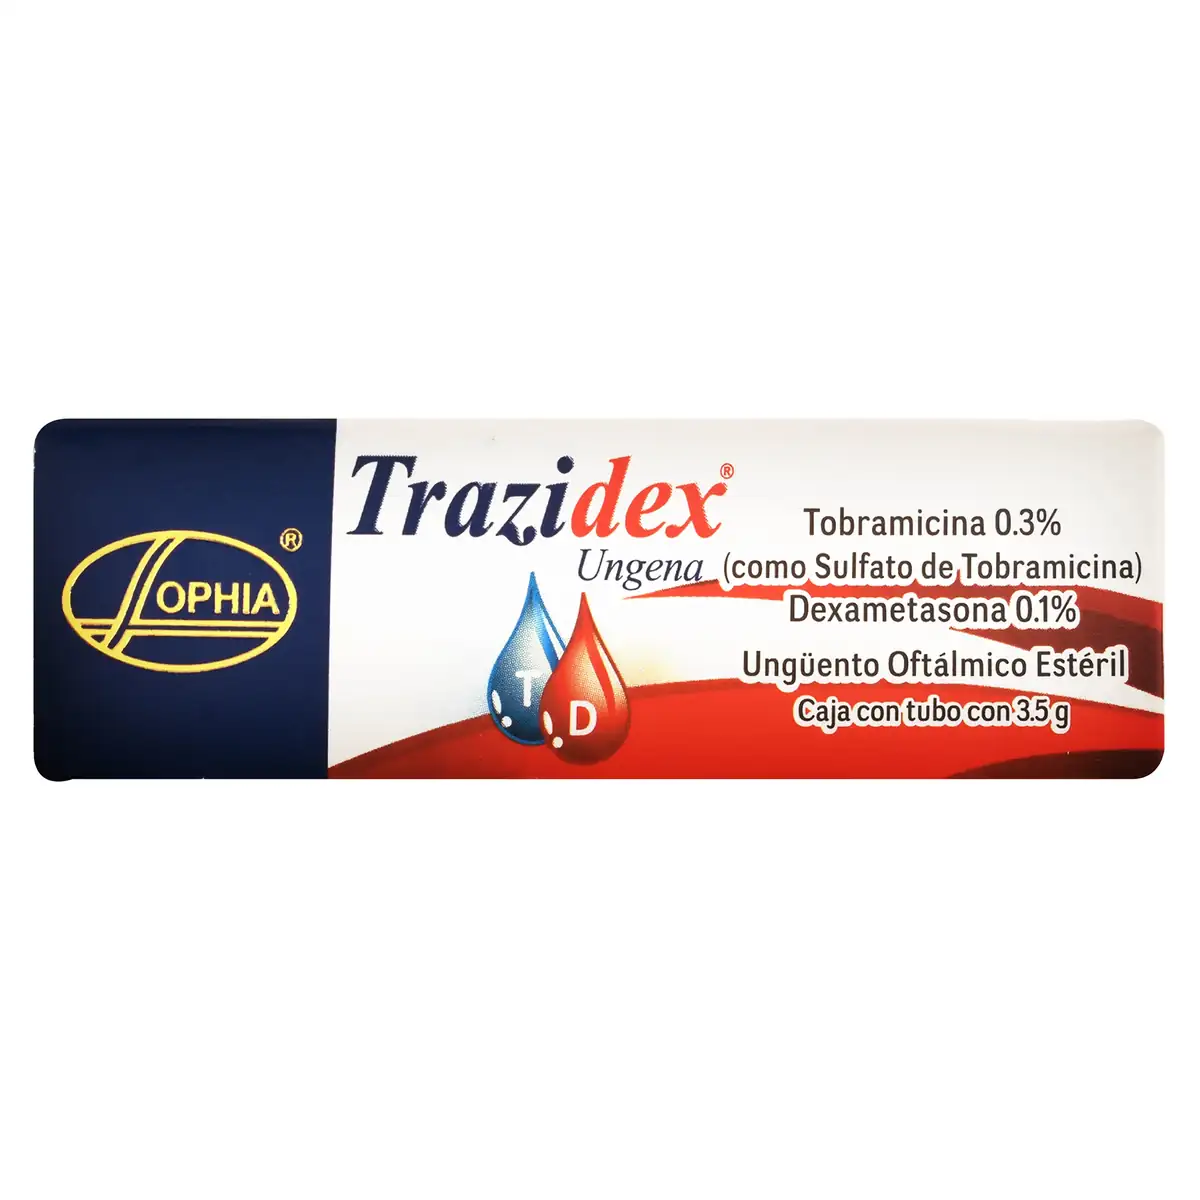 SOPHIA®
Trazidex®
Ungena
Tobramicina 0.3%
(como Sulfato de Tobramicina)
Dexametasona 0.1%
Ungüento Oftálmico Estéril
Caja con tubo con 3.5 g
T
D